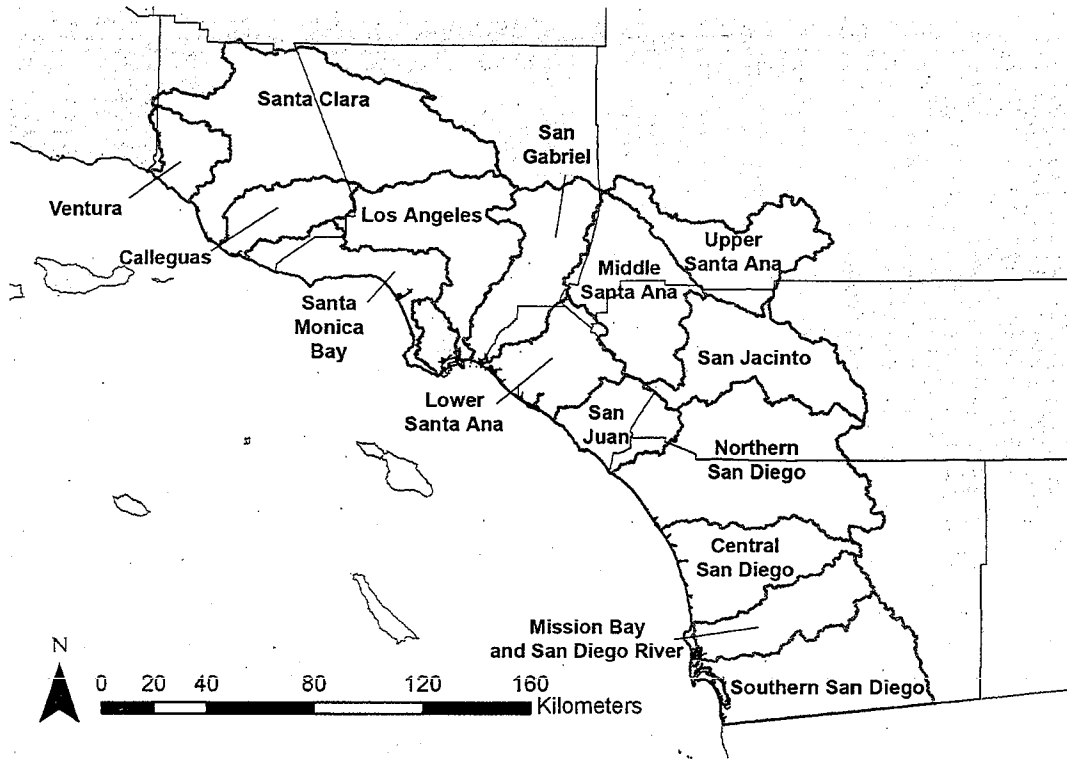 Santa Clara
San
Gabriel
Ventura
Los Angeles
Calleguas
Upper
Santa Ana
Middle
Santa Ana
Santa
Monica
Bay
San Jacinto
Lower
Santa Ana
San
Juan
Northern
San Diego
Central
San Diego
Mission Bay
and San Diego River
Southern San Diego
N
0 20 40 80 120 160
Kilometers